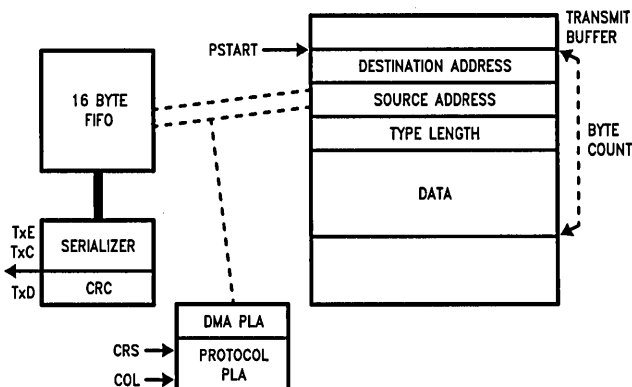 TRANSMIT
BUFFER
PSTART
DESTINATION ADDRESS
16 BYTE
FIFO
SOURCE ADDRESS
TYPE LENGTH
BYTE
COUNT
DATA
TxE
TxC
SERIALIZER
TxD
CRC
DMA PLA
CRS
PROTOCOL
PLA
COL